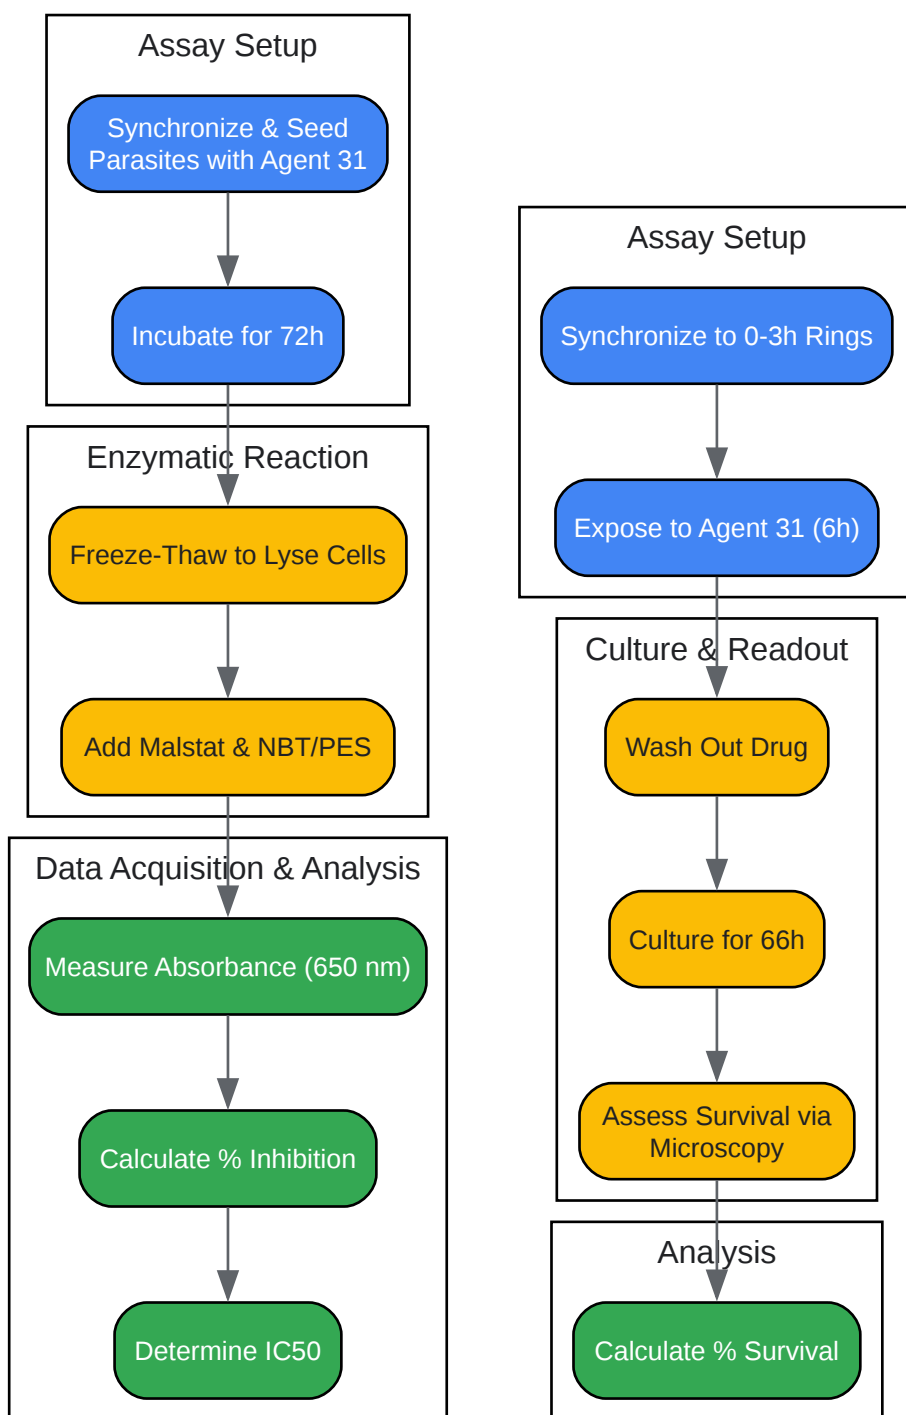 Assay Setup
Synchronize & Seed
Parasites with Agent 31
Incubate for 72h
Enzymatic Reaction
Freeze-Thaw to Lyse Cells
Add Malstat & NBT/PES
Data Acquisition & Analysis
Measure Absorbance (650 nm)
Calculate % Inhibition
Determine IC50
Assay Setup
Synchronize to 0-3h Rings
Expose to Agent 31 (6h)
Culture & Readout
Wash Out Drug
Culture for 66h
Assess Survival via
Microscopy
Analysis
Calculate % Survival